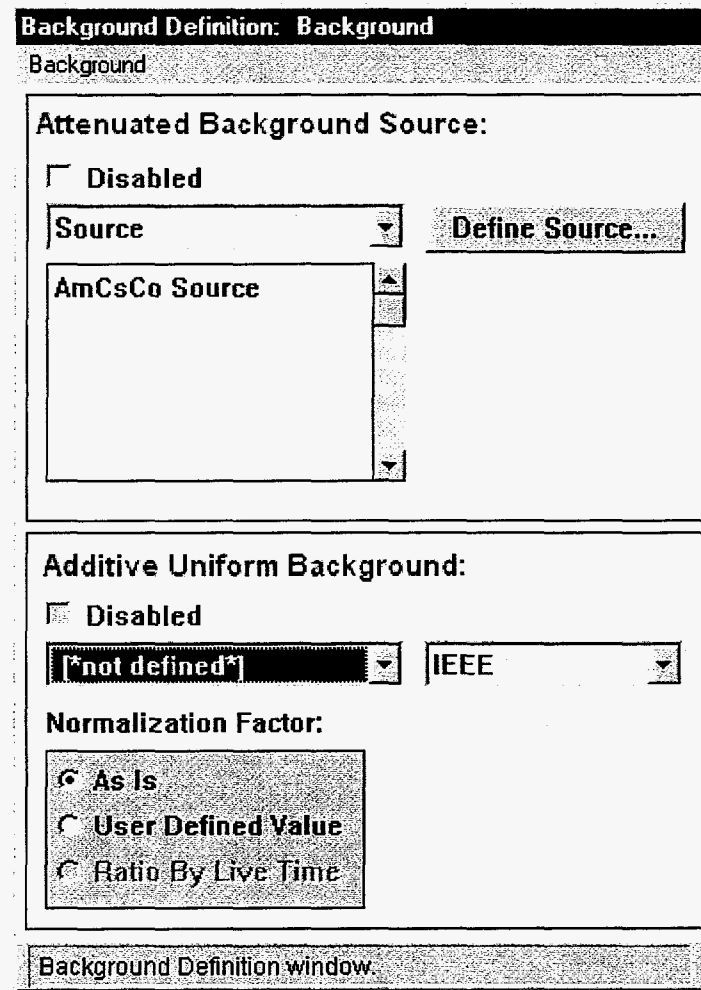 Background Definition: Background
Background
Attenuated Background Source:
Disabled
Source
Define Source...
AmCsCo Source
Additive Uniform Background:
Disabled
[*not defined*]
IEEE
Normalization Factor:
As Is
User Defined Value
Ratio By Live Time
Background Definition window.